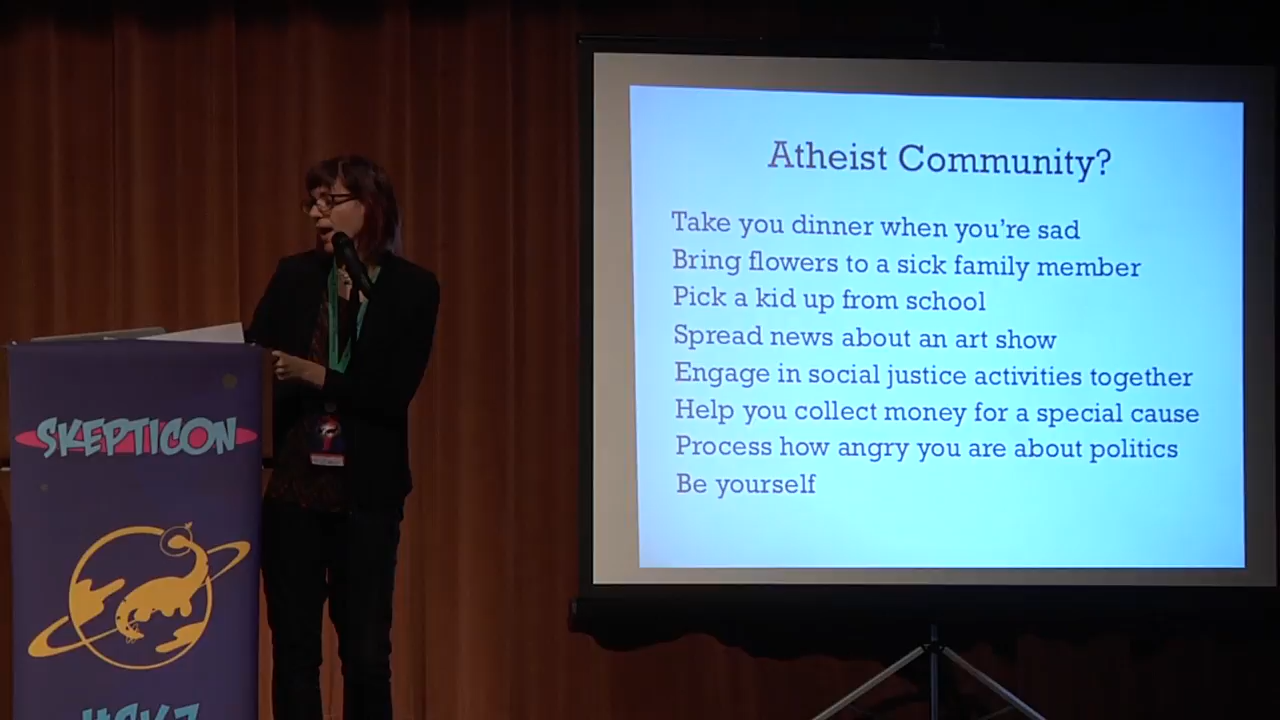 Atheist Community?
Take you dinner when you're sad
Bring flowers to a sick family member
Pick a kid up from school
Spread news about an art show
Engage in social justice activities together
Help you collect money for a special cause
Process how angry you are about politics
Be yourself
SKEPTICON